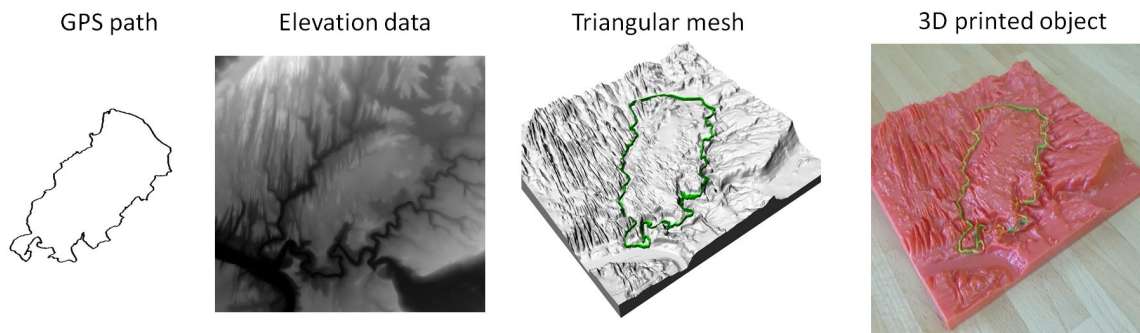 GPS path
Elevation data
Triangular mesh
3D printed object